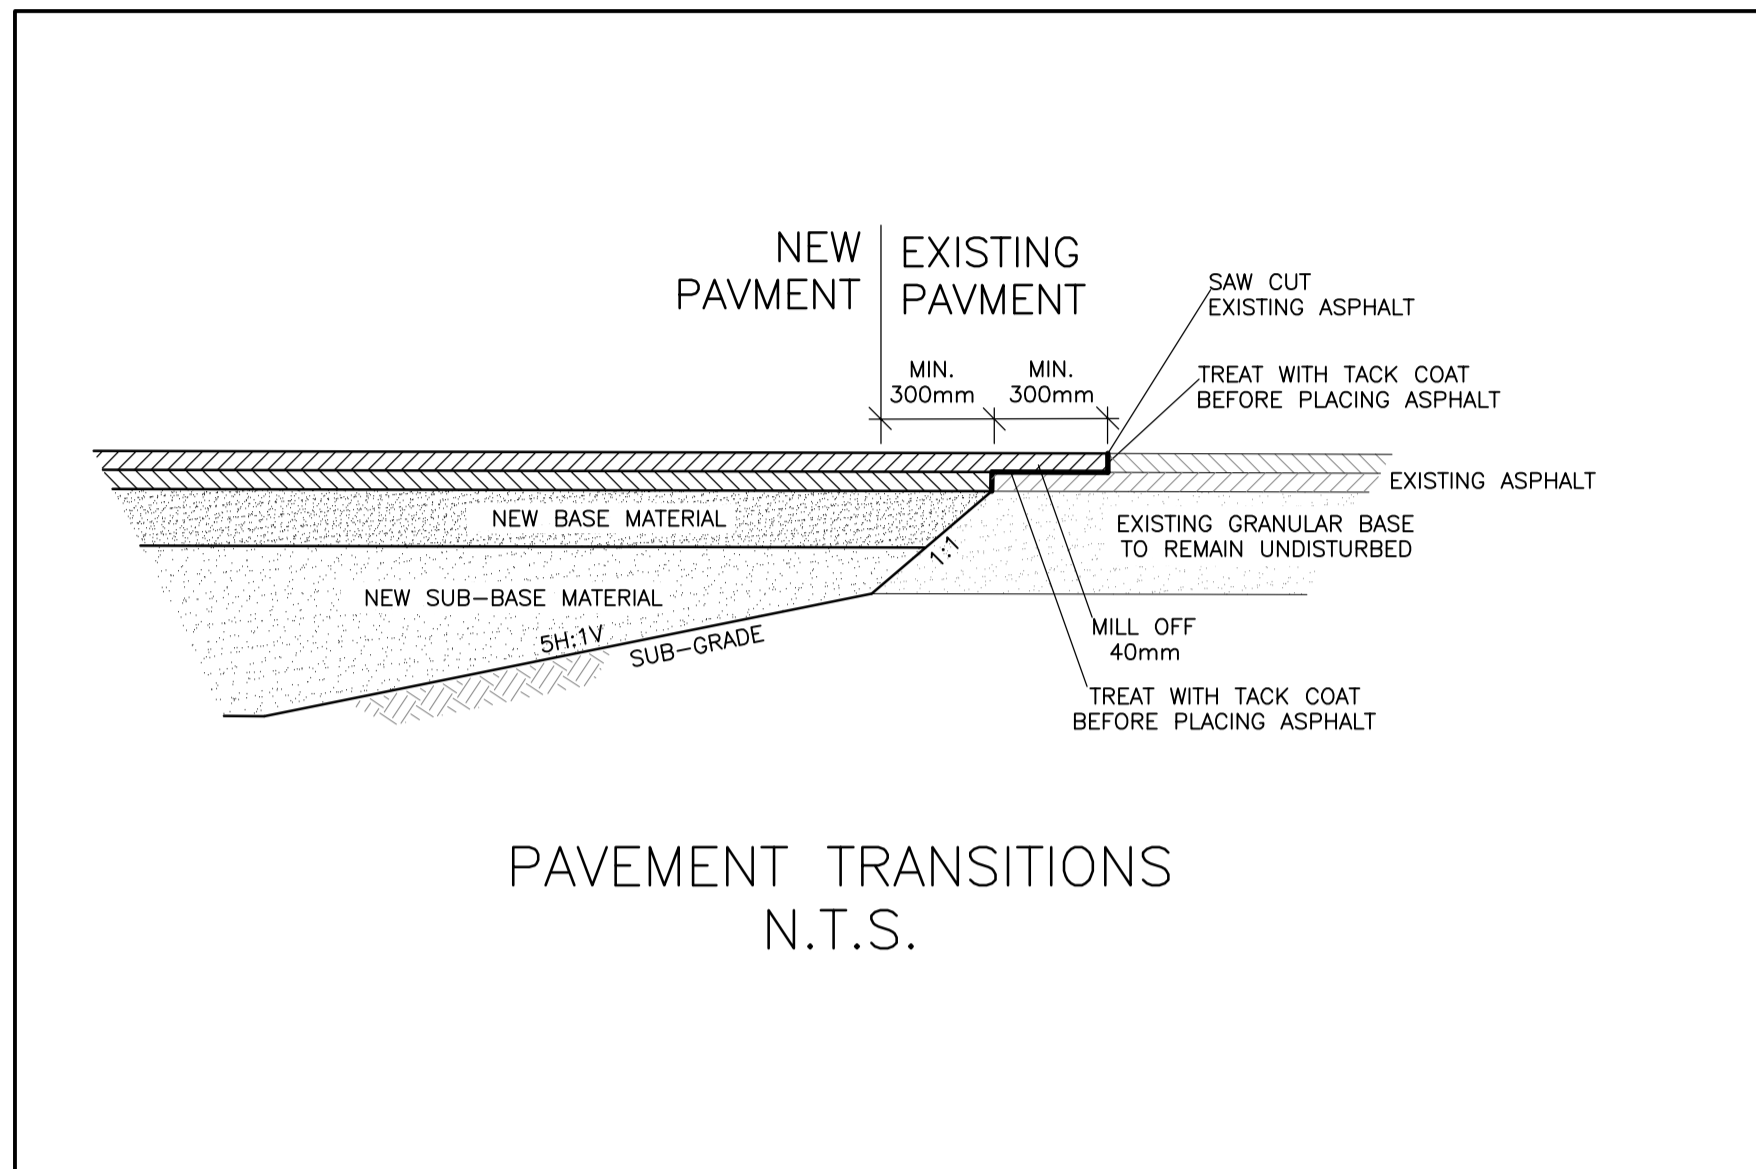 NEW
PAVMENT
EXISTING
PAVMENT
SAW CUT
EXISTING ASPHALT
MIN.
300mm
MIN.
300mm
TREAT WITH TACK COAT
BEFORE PLACING ASPHALT
EXISTING ASPHALT
NEW BASE MATERIAL
EXISTING GRANULAR BASE
TO REMAIN UNDISTURBED
1:1
NEW SUB-BASE MATERIAL
5H:1V
SUB-GRADE
MILL OFF
40mm
TREAT WITH TACK COAT
BEFORE PLACING ASPHALT
PAVEMENT TRANSITIONS
N.T.S.